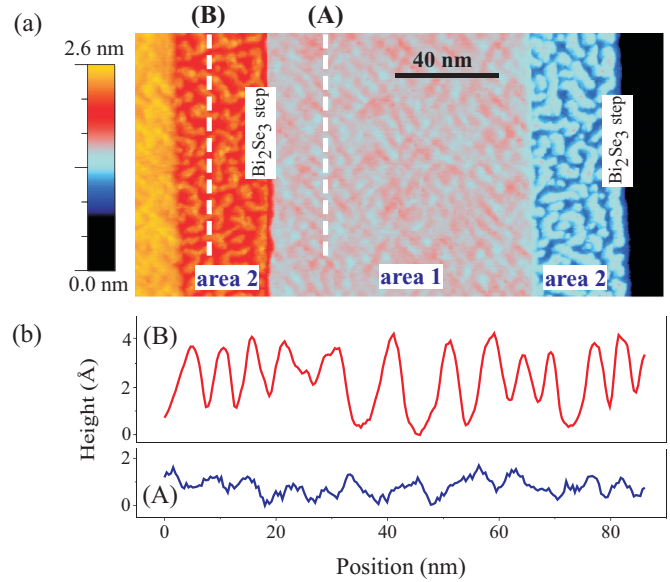 (a)
(B)
(A)
2.6 nm
0.0 nm
40 nm
Bi₂Se₃ step
Bi₂Se₃ step
area 2
area 1
area 2
(b)
(B)
4
2
0
Height (Å)
2
0
(A)
0
20
40
60
80
Position (nm)